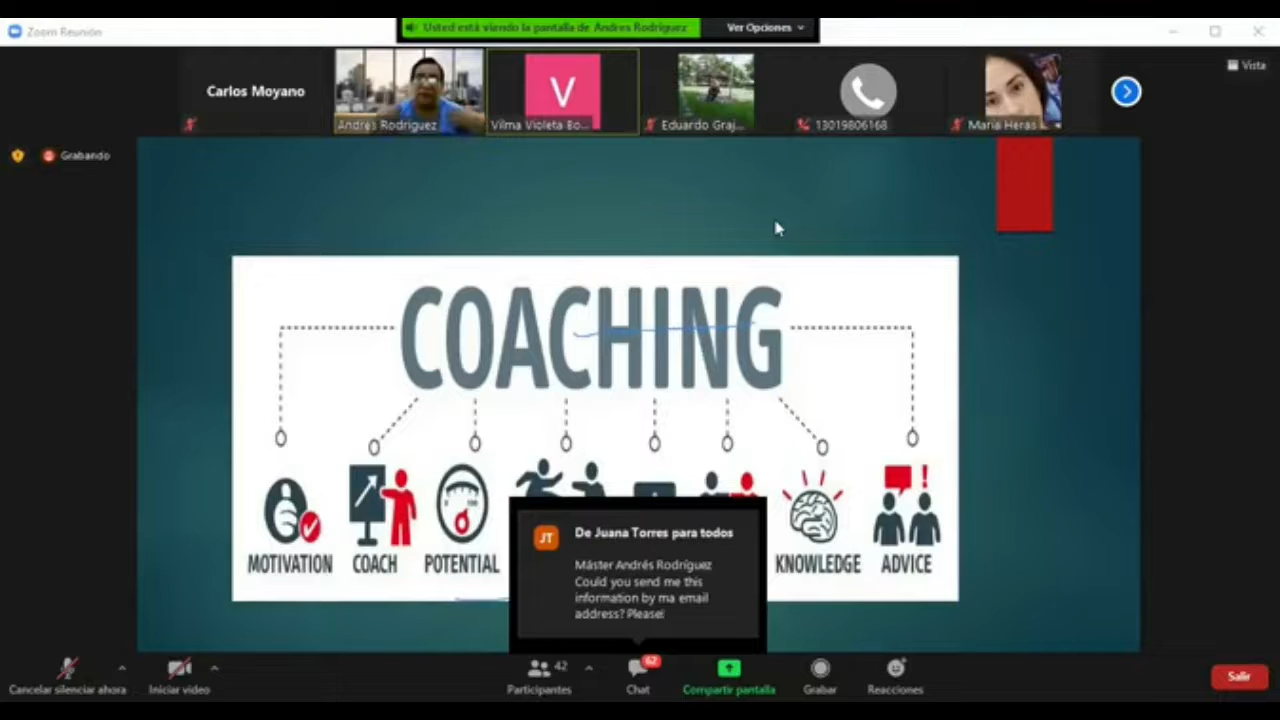 Zoom Reunión
Usted está viendo la pantalla de Andres Rodriguez
Ver Opciones
Vista
Carlos Moyano
Andres Rodriguez
V
Vilma Violeta Bo...
Eduardo Graj...
13019806168
Maria Heras
Grabando
COACHING
MOTIVATION
COACH
POTENTIAL
KNOWLEDGE
ADVICE
JT
De Juana Torres para todos
Máster Andrés Rodríguez
Could you send me this
information by ma email
address? Please!
Cancelar silenciar ahora
Iniciar video
42
Participantes
62
Chat
Compartir pantalla
Grabar
Reacciones
Salir